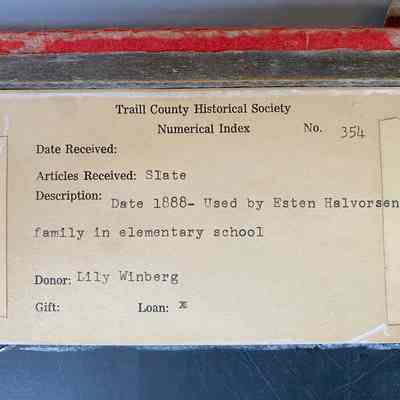 Traill County Historical Society
Numerical Index No. 354
Date Received:
Articles Received: Slate
Description: Date 1888- Used by Esten Halvorsen
family in elementary school
Donor: Lily Winberg
Gift: Loan: x